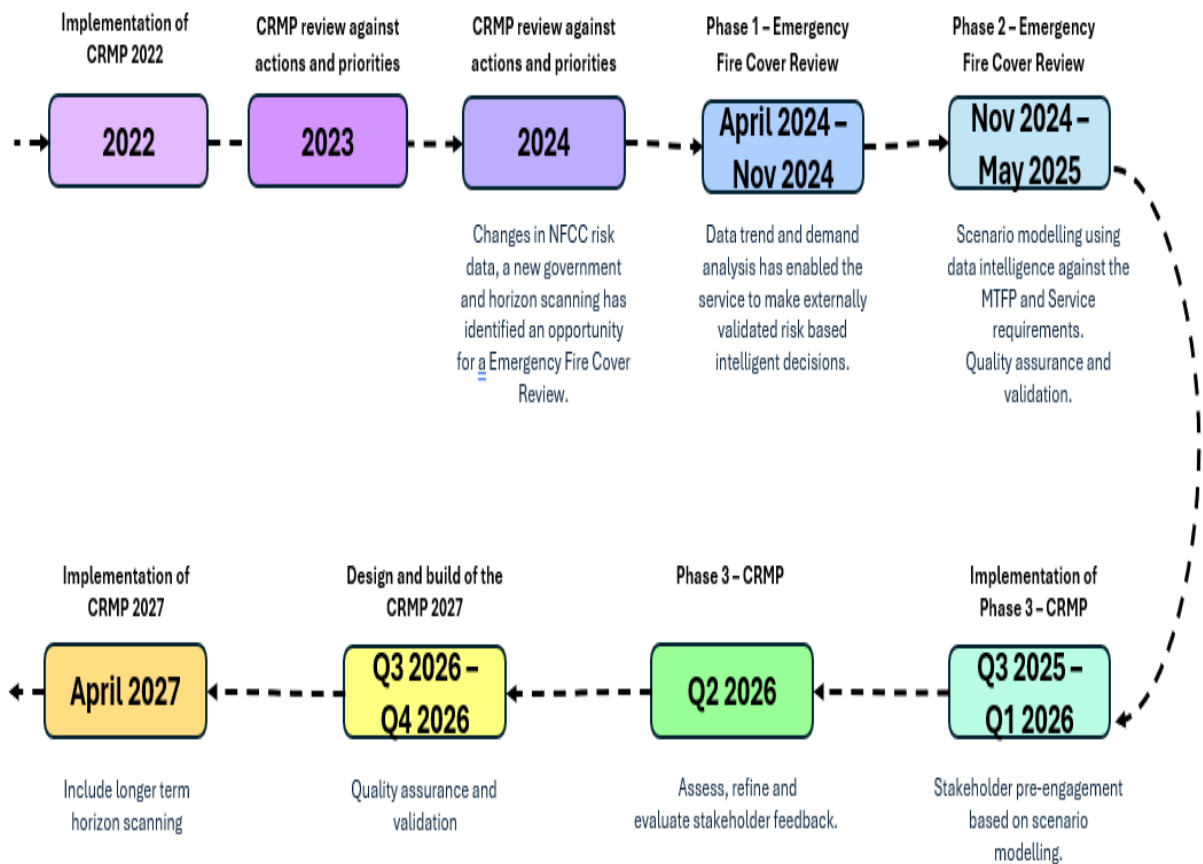 Implementation of
CRMP 2022
2022
CRMP review against
actions and priorities
2023
CRMP review against
actions and priorities
2024
Changes in NFCC risk
data, a new government
and horizon scanning has
identified an opportunity
for a Emergency Fire Cover
Review.
Phase 1 – Emergency
Fire Cover Review
April 2024 –
Nov 2024
Data trend and demand
analysis has enabled the
service to make externally
validated risk based
intelligent decisions.
Phase 2 – Emergency
Fire Cover Review
Nov 2024 –
May 2025
Scenario modelling using
data intelligence against the
MTFP and Service
requirements.
Quality assurance and
validation.
Implementation of
Phase 3 – CRMP
Q3 2025 –
Q1 2026
Stakeholder pre-engagement
based on scenario
modelling.
Phase 3 – CRMP
Q2 2026
Assess, refine and
evaluate stakeholder feedback.
Design and build of the
CRMP 2027
Q3 2026 –
Q4 2026
Quality assurance and
validation
Implementation of
CRMP 2027
April 2027
Include longer term
horizon scanning